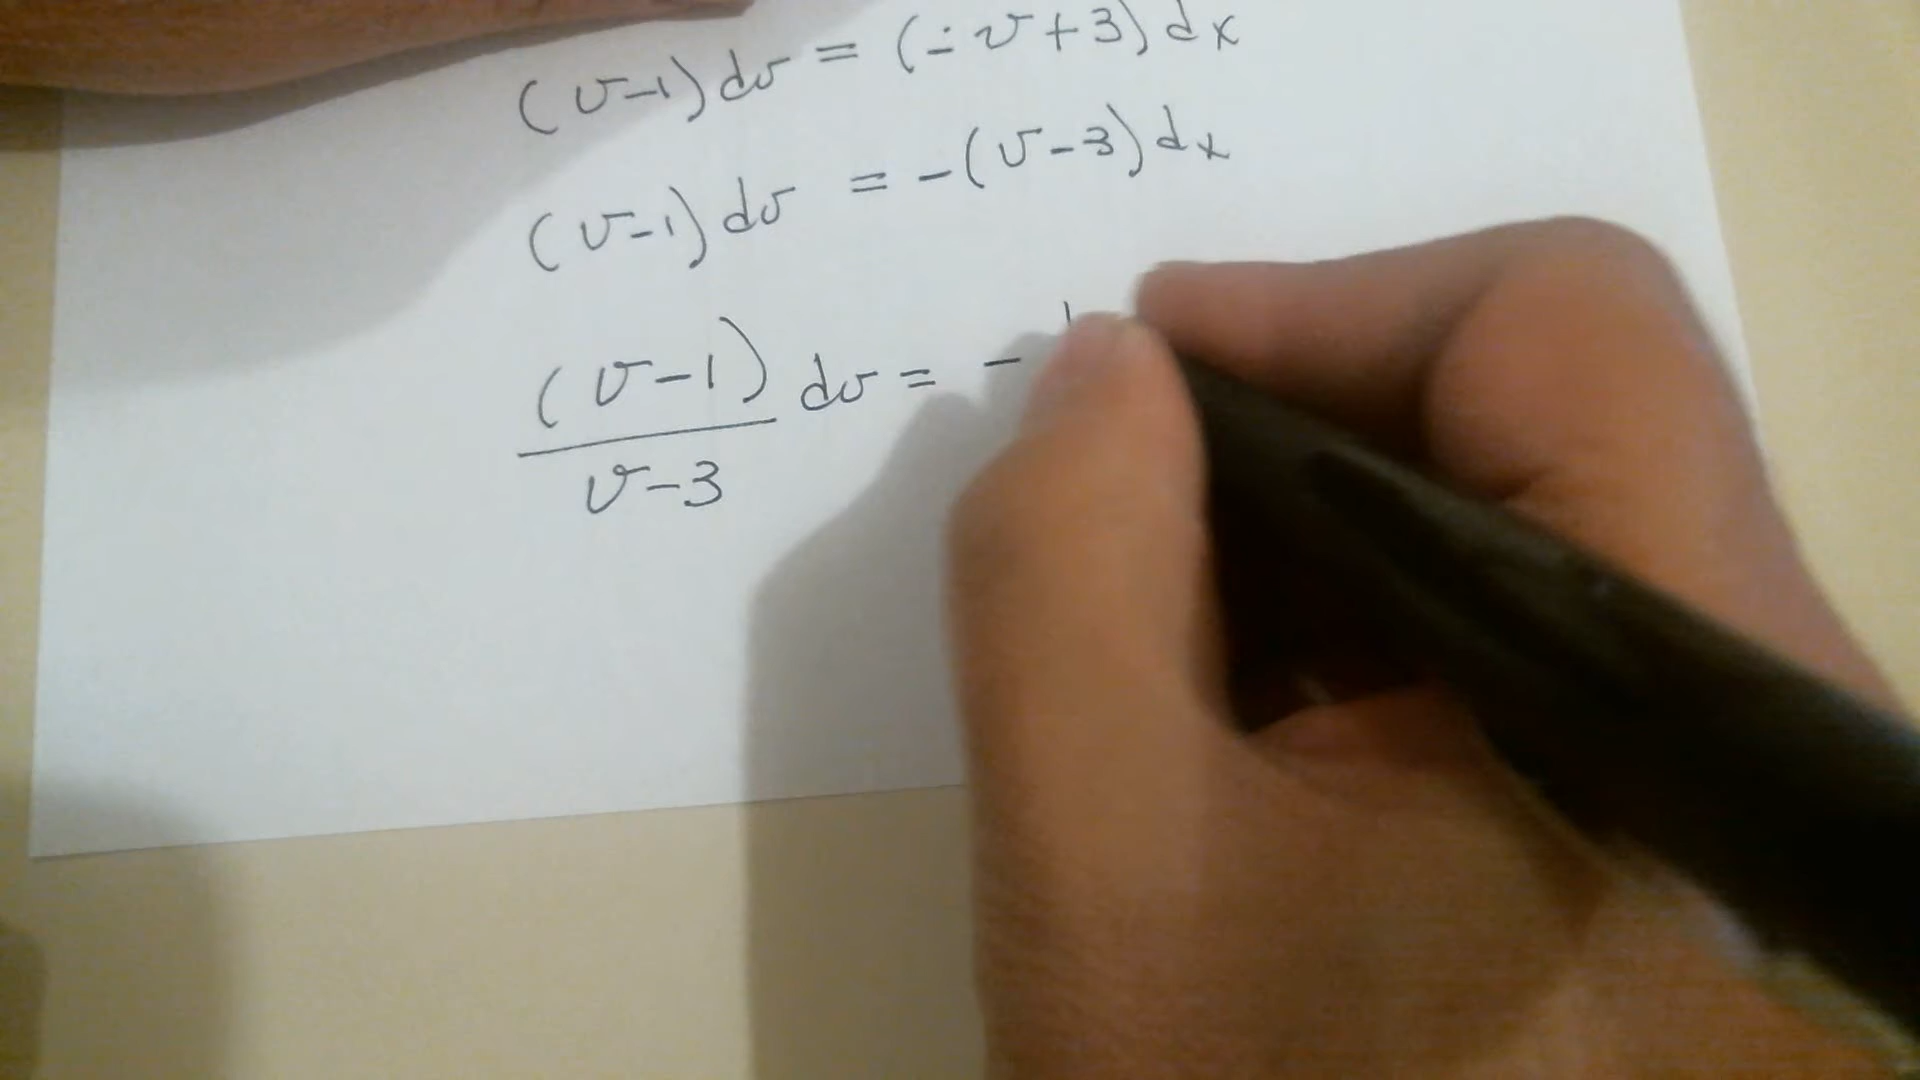 (v-1) dv = (-v+3) dx
(v-1) dv = -(v-3) dx
(v-1)
dv = -
v-3